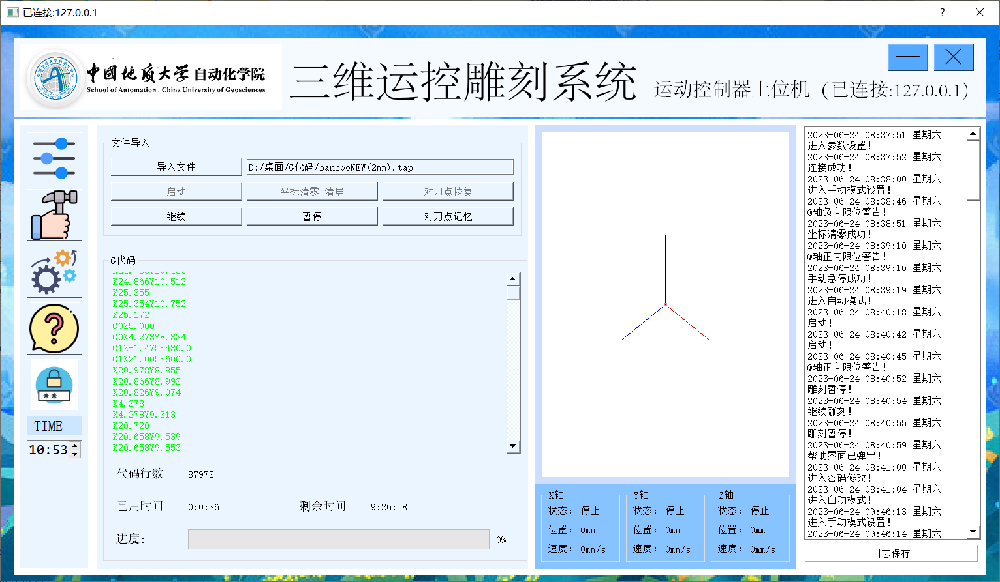 已连接:127.0.0.1
中国地质大学 自动化学院
School of Automation . China University of Geosciences
三维运控雕刻系统
运动控制器上位机（已连接:127.0.0.1）
TIME
10:53
文件导入
导入文件
D:/桌面/G代码/banbooNEW(2mm).tap
启动
坐标清零+清屏
对刀点恢复
继续
暂停
对刀点记忆
G代码
X24.866Y10.512
X25.355
X25.354Y10.752
X25.172
G0Z5.000
G0X4.278Y8.834
G1Z-1.475F480.0
G1X21.005F600.0
X20.978Y8.855
X20.866Y8.992
X20.826Y9.074
X4.278
X4.278Y9.313
X20.720
X20.658Y9.539
X20.658Y9.553
代码行数 87972
已用时间 0:0:36 剩余时间 9:26:58
进度: 0%
X轴
状态: 停止
位置: 0mm
速度: 0mm/s
Y轴
状态: 停止
位置: 0mm
速度: 0mm/s
Z轴
状态: 停止
位置: 0mm
速度: 0mm/s
2023-06-24 08:37:51 星期六
进入参数设置!
2023-06-24 08:37:52 星期六
连接成功!
2023-06-24 08:38:00 星期六
进入手动模式设置!
2023-06-24 08:38:46 星期六
@轴负向限位警告!
2023-06-24 08:38:51 星期六
坐标清零成功!
2023-06-24 08:39:10 星期六
@轴正向限位警告!
2023-06-24 08:39:16 星期六
手动急停成功!
2023-06-24 08:39:19 星期六
进入自动模式!
2023-06-24 08:40:18 星期六
启动!
2023-06-24 08:40:42 星期六
启动!
2023-06-24 08:40:45 星期六
@轴正向限位警告!
2023-06-24 08:40:52 星期六
雕刻暂停!
2023-06-24 08:40:54 星期六
继续雕刻!
2023-06-24 08:40:55 星期六
雕刻暂停!
2023-06-24 08:40:59 星期六
帮助界面已弹出!
2023-06-24 08:41:00 星期六
进入密码修改!
2023-06-24 08:41:04 星期六
进入自动模式!
2023-06-24 09:46:13 星期六
进入手动模式设置!
2023-06-24 09:46:14 星期六
日志保存